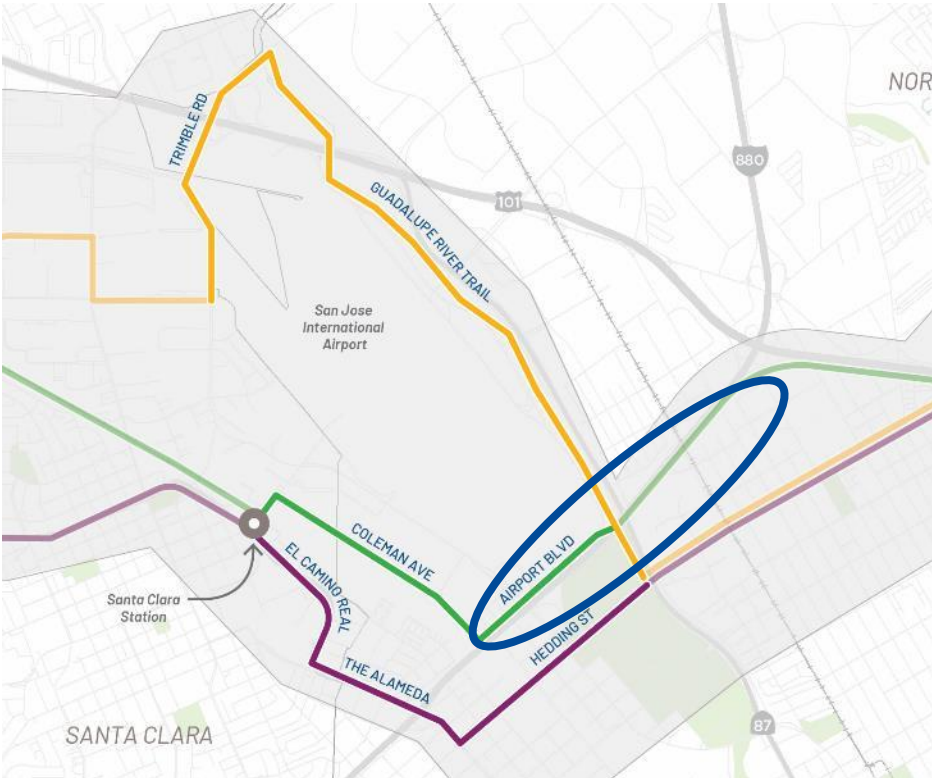 NOR
TRIMBLE RD
880
101
GUADALUPE RIVER TRAIL
San Jose
International
Airport
COLEMAN AVE
AIRPORT BLVD
EL CAMINO REAL
Santa Clara
Station
HEDDING ST
THE ALAMEDA
SANTA CLARA
87